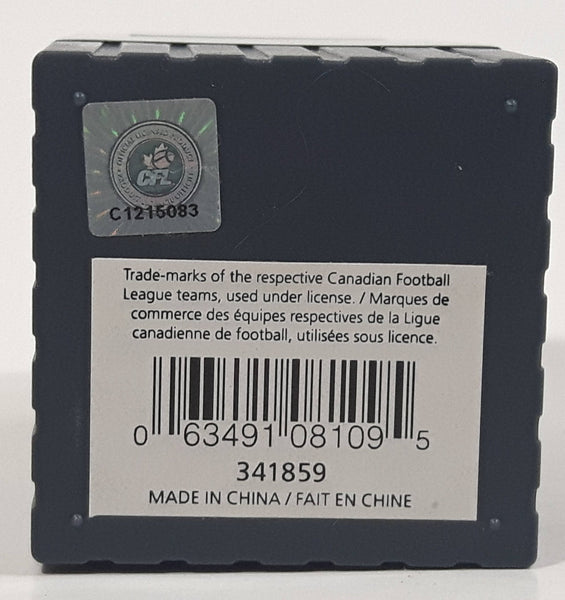 CFL
C1215083
Trade-marks of the respective Canadian Football
League teams, used under license. / Marques de
commerce des équipes respectives de la Ligue
canadienne de football, utilisées sous licence.
0 63491 08109 5
341859
MADE IN CHINA / FAIT EN CHINE